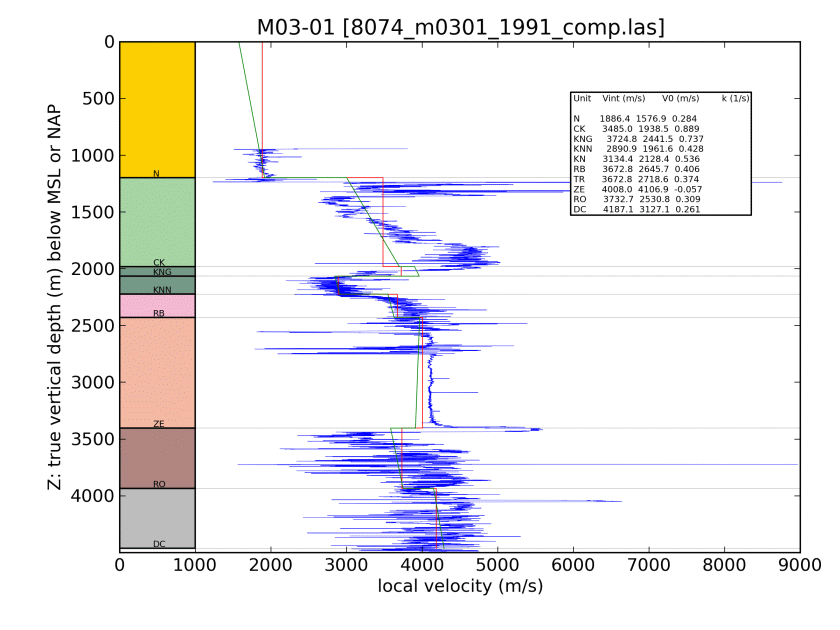 M03-01 [8074_m0301_1991_comp.las]
Z: true vertical depth (m) below MSL or NAP
0
500
1000
1500
2000
2500
3000
3500
4000
N
CK
KNG
KNN
RB
ZE
RO
DC
Unit Vint (m/s) V0 (m/s) k (1/s)
N 1886.4 1576.9 0.284
CK 3485.0 1938.5 0.889
KNG 3724.8 2441.5 0.737
KNN 2890.9 1961.6 0.428
KN 3134.4 2128.4 0.536
RB 3672.8 2645.7 0.406
TR 3672.8 2718.6 0.374
ZE 4008.0 4106.9 -0.057
RO 3732.7 2530.8 0.309
DC 4187.1 3127.1 0.261
0 1000 2000 3000 4000 5000 6000 7000 8000 9000
local velocity (m/s)